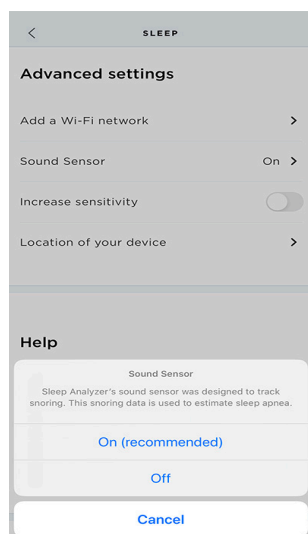 SLEEP
Advanced settings
Add a Wi-Fi network
Sound Sensor On
Increase sensitivity
Location of your device
Help
Sound Sensor
Sleep Analyzer's sound sensor was designed to track
snoring. This snoring data is used to estimate sleep apnea.
On (recommended)
Off
Cancel